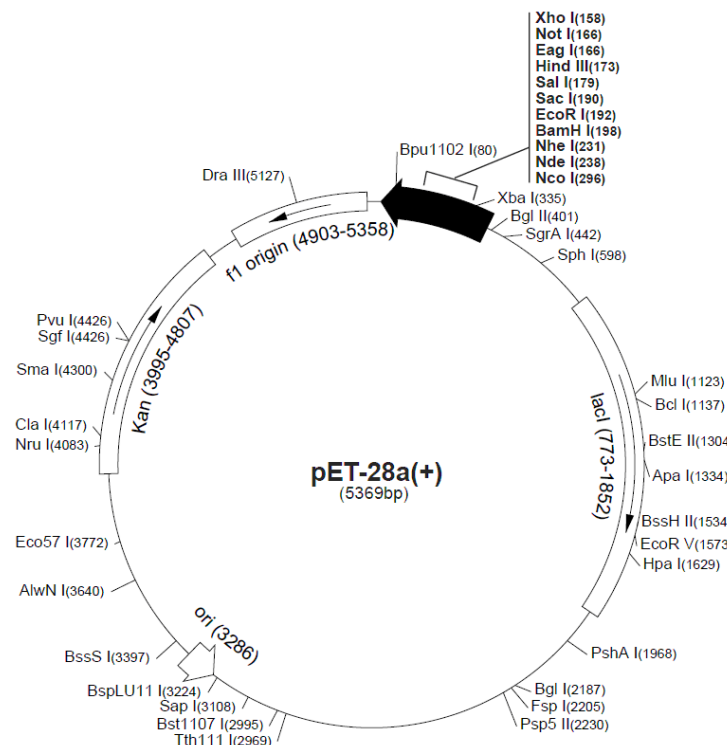 Xho I(158)
Not I(166)
Eag I(166)
Hind III(173)
Sal I(179)
Sac I(190)
EcoR I(192)
BamH I(198)
Nhe I(231)
Nde I(238)
Nco I(296)
Bpu1102 I(80)
Dra III(5127)
Xba I(335)
Bgl II(401)
SgrA I(442)
Sph I(598)
f1 origin (4903-5358)
Pvu I(4426)
Sgf I(4426)
Sma I(4300)
Kan (3995-4807)
Cla I(4117)
Nru I(4083)
lacI (773-1852)
Mlu I(1123)
Bcl I(1137)
BstE II(1304
Apa I(1334)
pET-28a(+)
(5369bp)
BssH II(1534
EcoR V(1573
Hpa I(1629)
Eco57 I(3772)
AlwN I(3640)
ori (3286)
BssS I(3397)
PshA I(1968)
BspLU11 I(3224)
Sap I(3108)
Bst1107 I(2995)
Tth111 I(2969)
Bgl I(2187)
Fsp I(2205)
Psp5 II(2230)